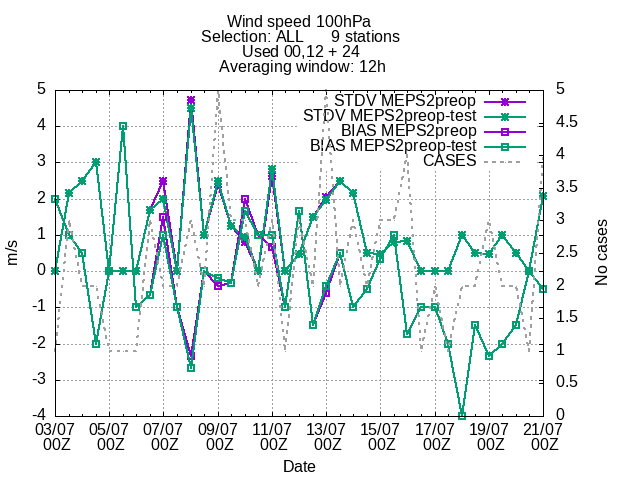 Wind speed 100hPa
Selection: ALL 9 stations
Used 00,12 + 24
Averaging window: 12h
STDV MEPS2preop
STDV MEPS2preop-test
BIAS MEPS2preop
BIAS MEPS2preop-test
CASES
m/s
5
4
3
2
1
0
-1
-2
-3
-4
5
4.5
4
3.5
3
2.5
2
1.5
1
0.5
0
No cases
03/07 05/07 07/07 09/07 11/07 13/07 15/07 17/07 19/07 21/07
00Z 00Z 00Z 00Z 00Z 00Z 00Z 00Z 00Z 00Z
Date